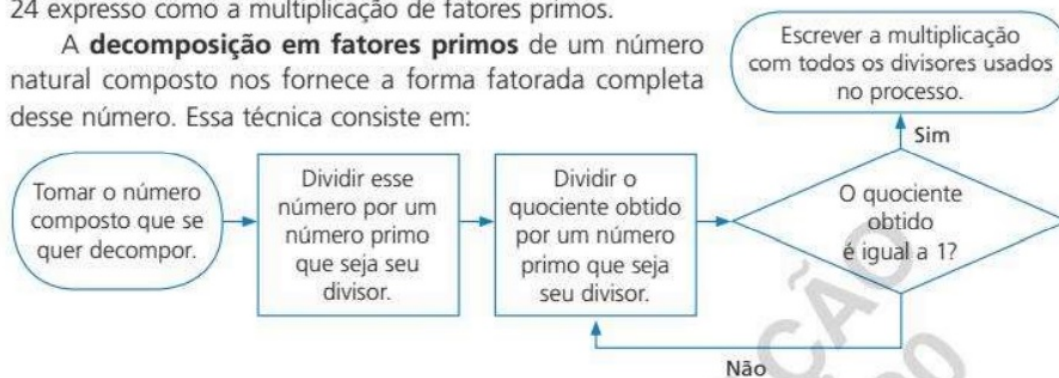 24 expresso como a multiplicação de fatores primos.
A decomposição em fatores primos de um número
natural composto nos fornece a forma fatorada completa
desse número. Essa técnica consiste em:
Escrever a multiplicação
com todos os divisores usados
no processo.
Sim
Tomar o número
composto que se
quer decompor.
Dividir esse
número por um
número primo
que seja seu
divisor.
Dividir o
quociente obtido
por um número
primo que seja
seu divisor.
O quociente
obtido
é igual a 1?
Não